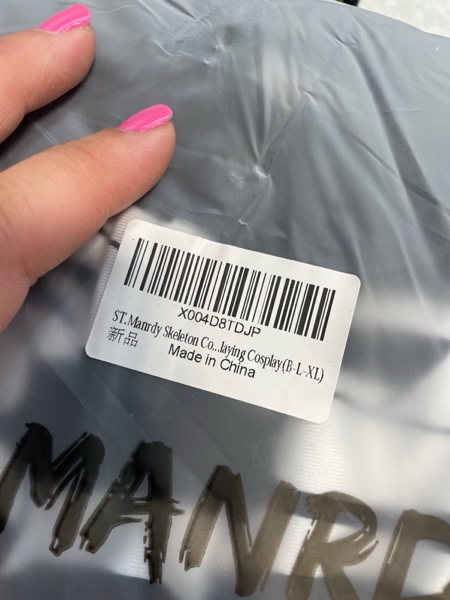 X004D8TDJP
ST. Manrdy Skeleton Co...laying Cosplay(B-L-XL)
新品
Made in China
MANRD